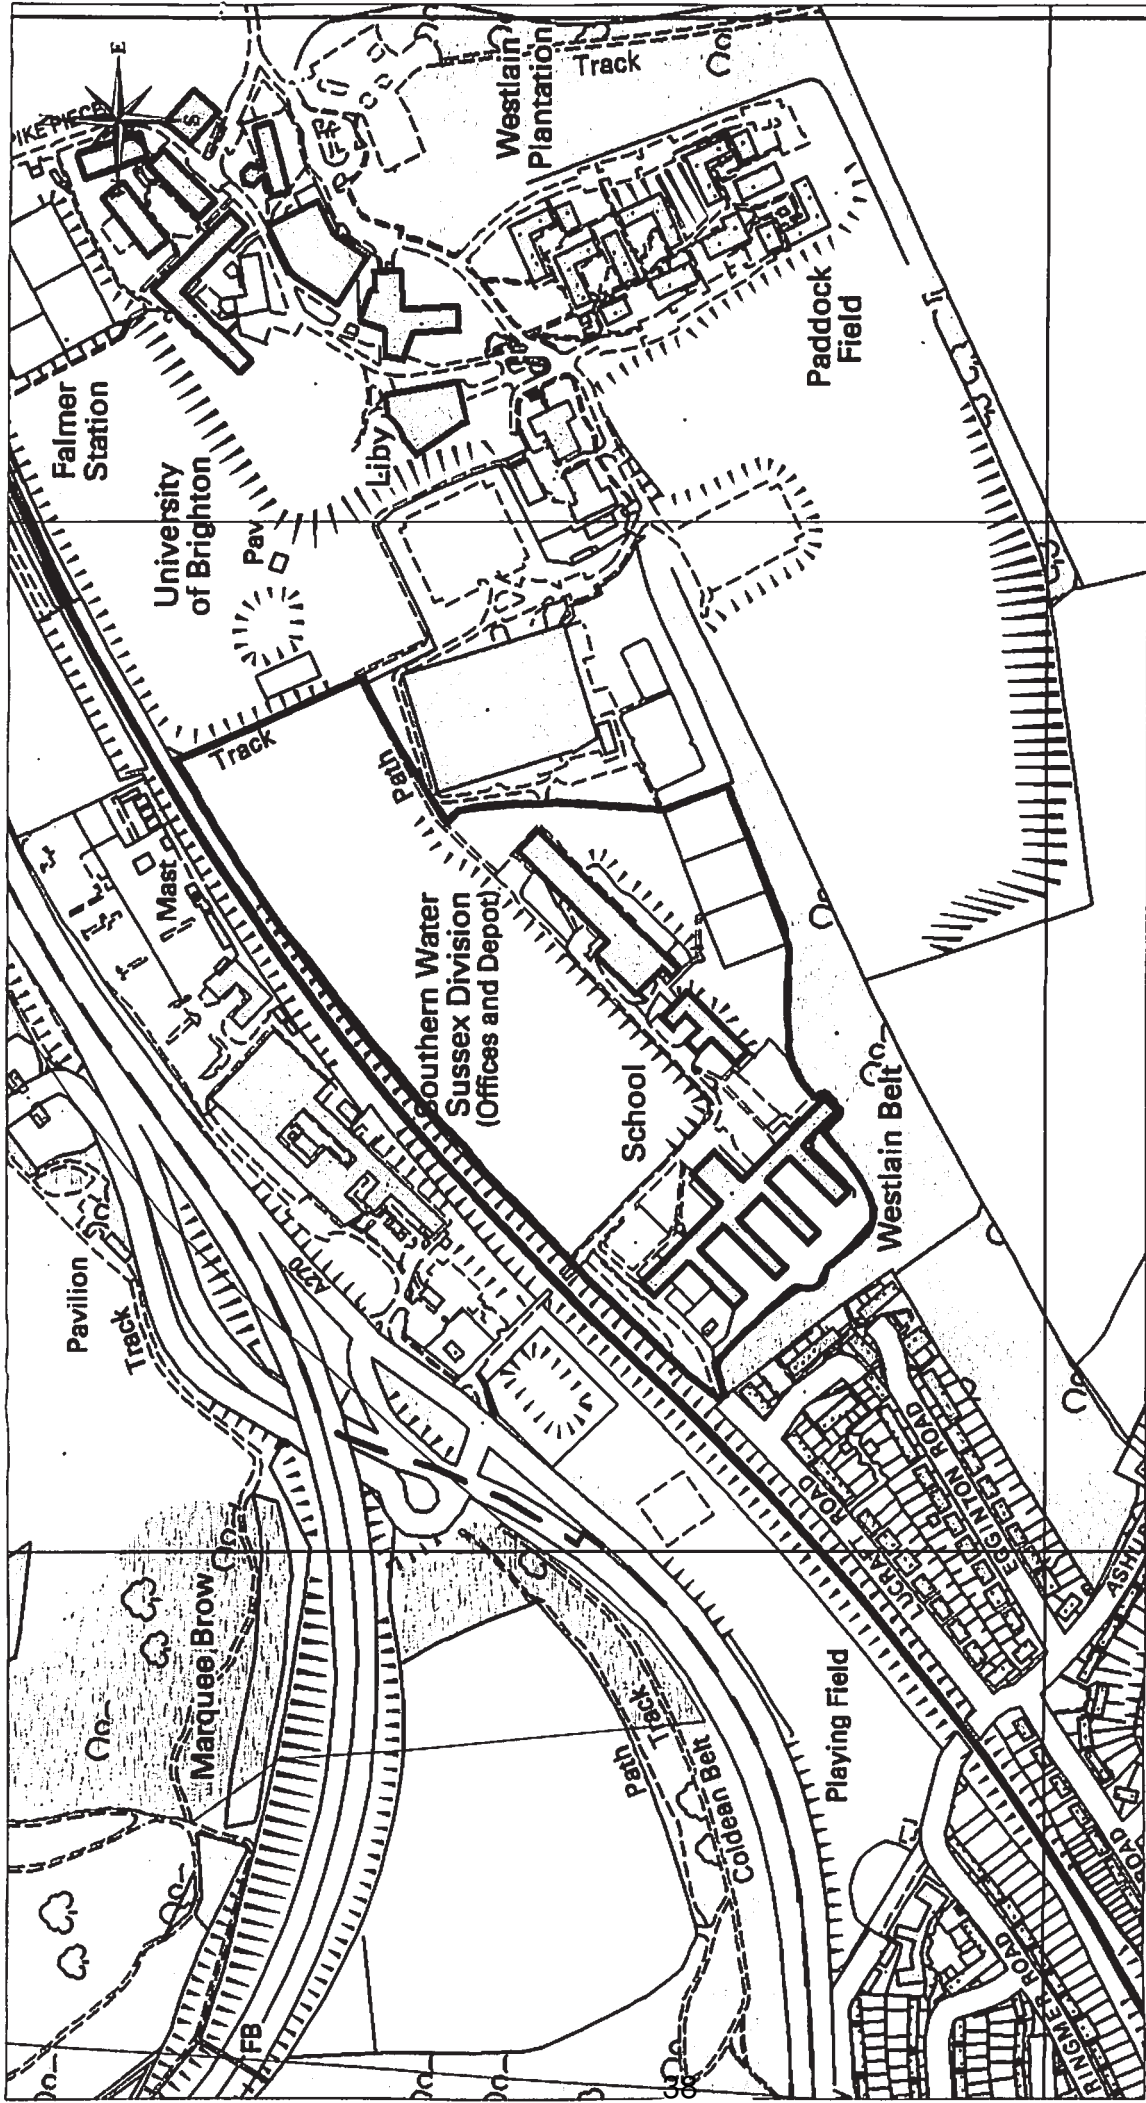 PIKE PIECE
E
S
Falmer
Station
University
of Brighton
Pav
Liby
Westlain
Plantation
Track
Paddock
Field
Track
Path
Mast
Southern Water
Sussex Division
(Offices and Depot)
School
Westlain Belt
Pavilion
Track
A270
Marquee Brow
FB
Path
Track
Coldean Belt
Playing Field
LUCRAFT ROAD
EGGINTON ROAD
RINGMER ROAD
ROAD
38